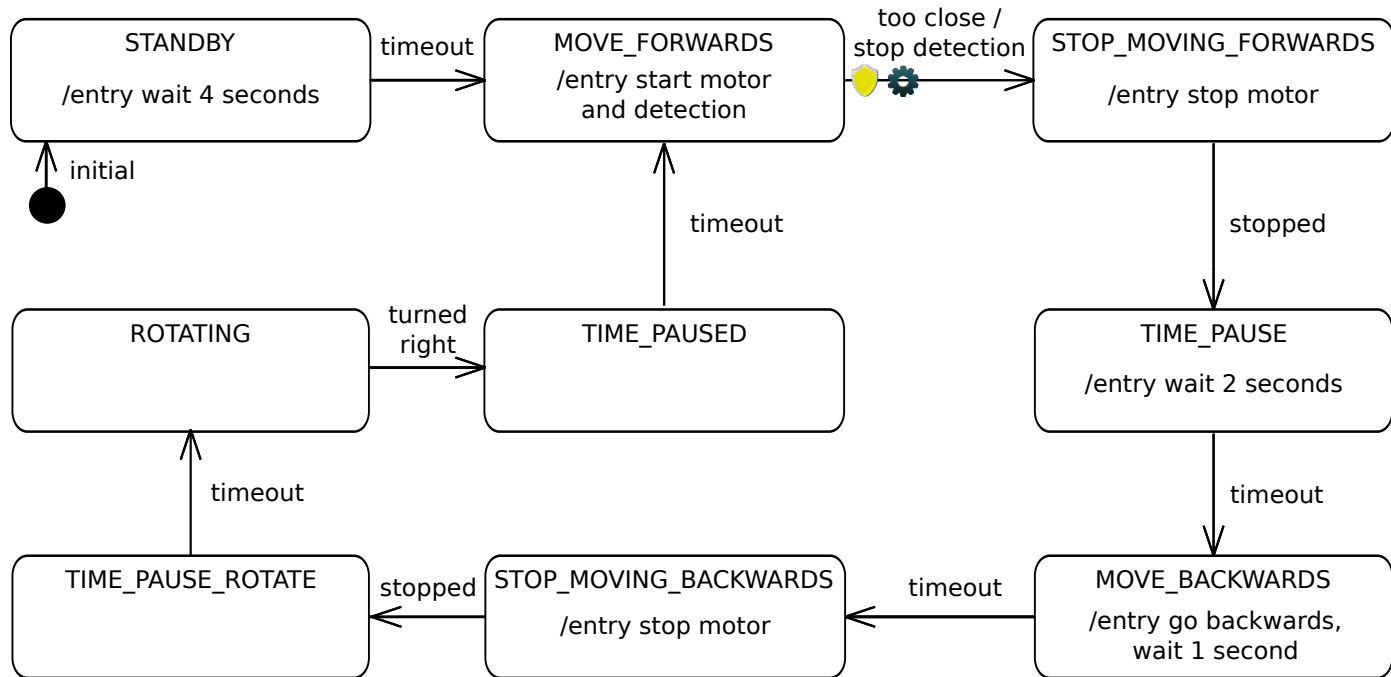 STANDBY
/entry wait 4 seconds
timeout
MOVE_FORWARDS
/entry start motor
and detection
too close /
stop detection
STOP_MOVING_FORWARDS
/entry stop motor
initial
timeout
stopped
ROTATING
turned
right
TIME_PAUSED
TIME_PAUSE
/entry wait 2 seconds
timeout
timeout
TIME_PAUSE_ROTATE
stopped
STOP_MOVING_BACKWARDS
/entry stop motor
timeout
MOVE_BACKWARDS
/entry go backwards,
wait 1 second